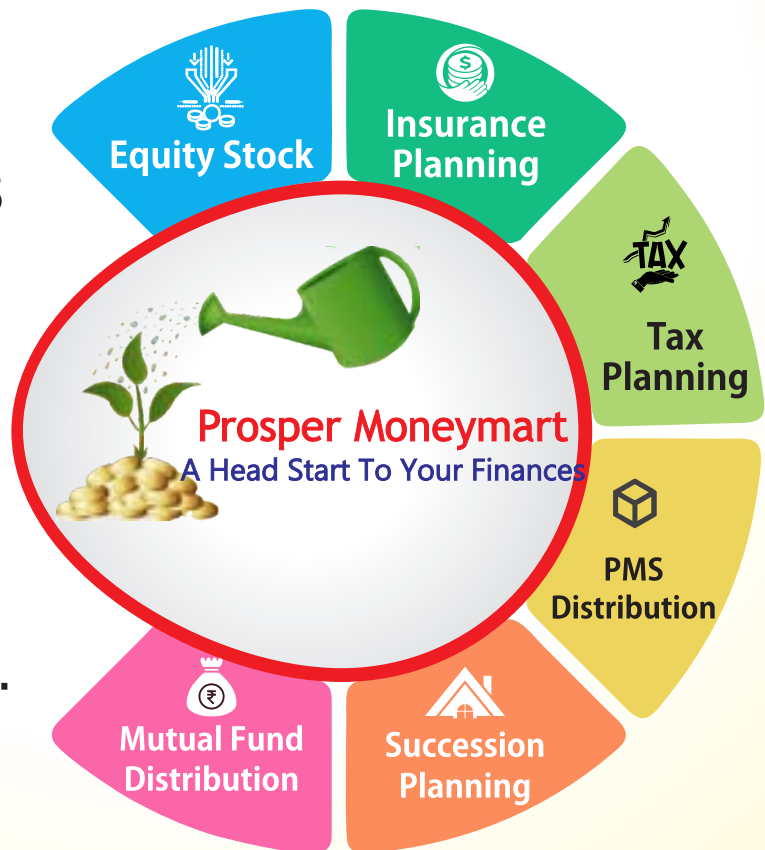 Equity Stock
Insurance
Planning
TAX
Tax
Planning
Prosper Moneymart
A Head Start To Your Finances
PMS
Distribution
Mutual Fund
Distribution
Succession
Planning